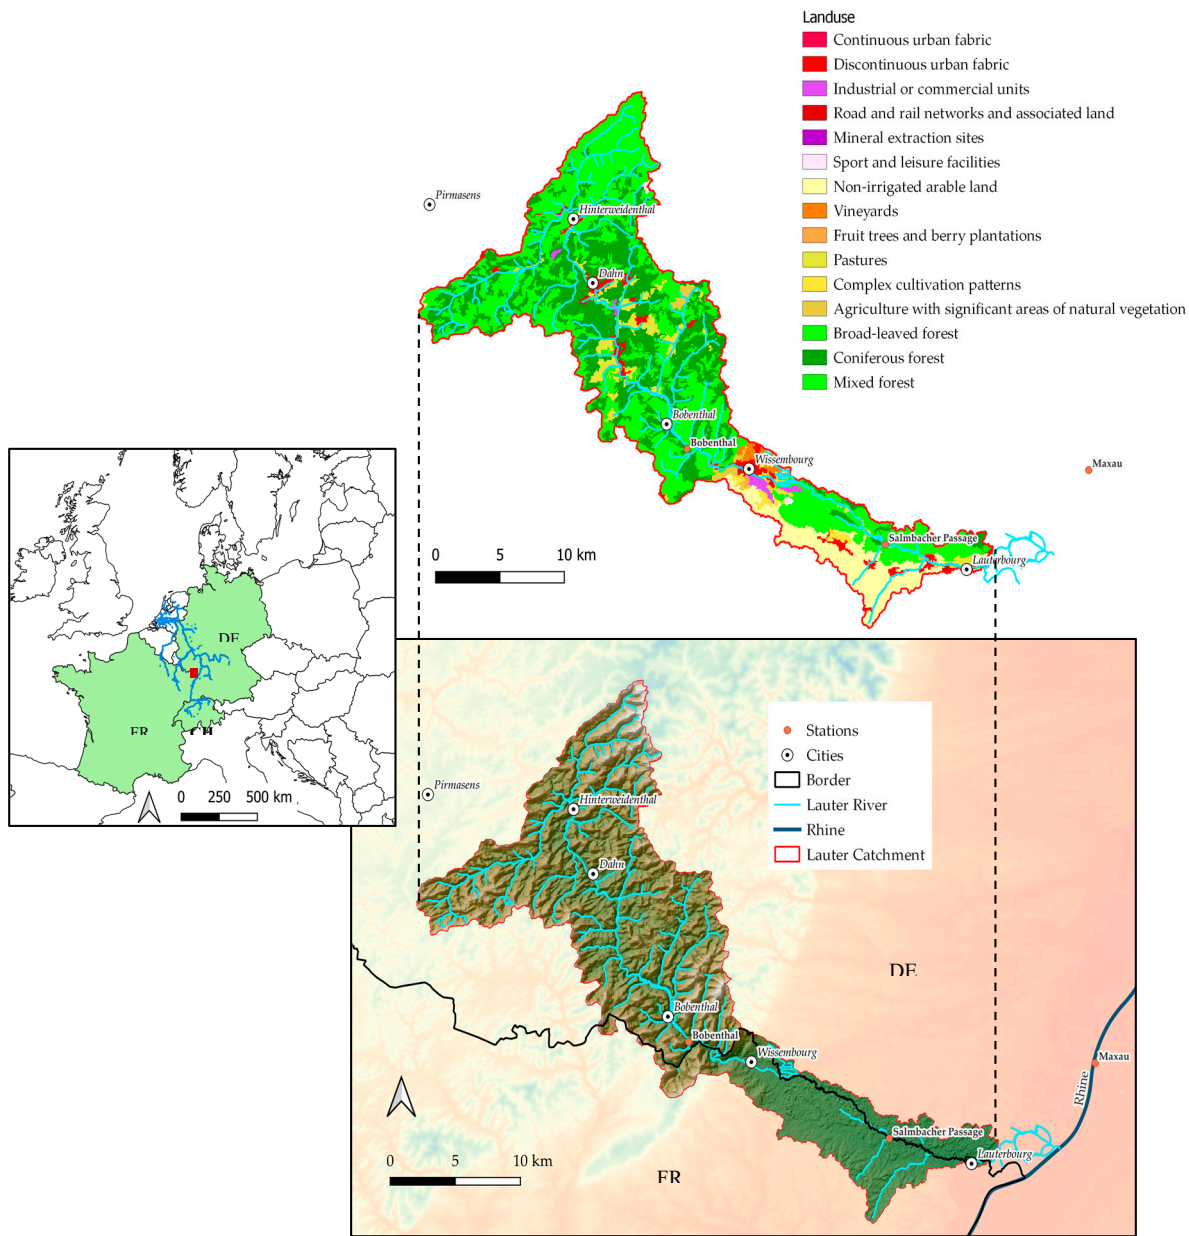 Landuse
Continuous urban fabric
Discontinuous urban fabric
Industrial or commercial units
Road and rail networks and associated land
Mineral extraction sites
Sport and leisure facilities
Non-irrigated arable land
Vineyards
Fruit trees and berry plantations
Pastures
Complex cultivation patterns
Agriculture with significant areas of natural vegetation
Broad-leaved forest
Coniferous forest
Mixed forest
Pirmasens
Hinterweidenthal
Dahn
Bobenthal
Bobenthal
Wissembourg
Maxau
Salmbacher Passage
Lauterbourg
0 5 10 km
DE
FR
CH
0 250 500 km
Stations
Cities
Border
Lauter River
Rhine
Lauter Catchment
Pirmasens
Hinterweidenthal
Dahn
DE
Bobenthal
Bobenthal
Wissembourg
Maxau
Rhine
Salmbacher Passage
Lauterbourg
0 5 10 km
FR